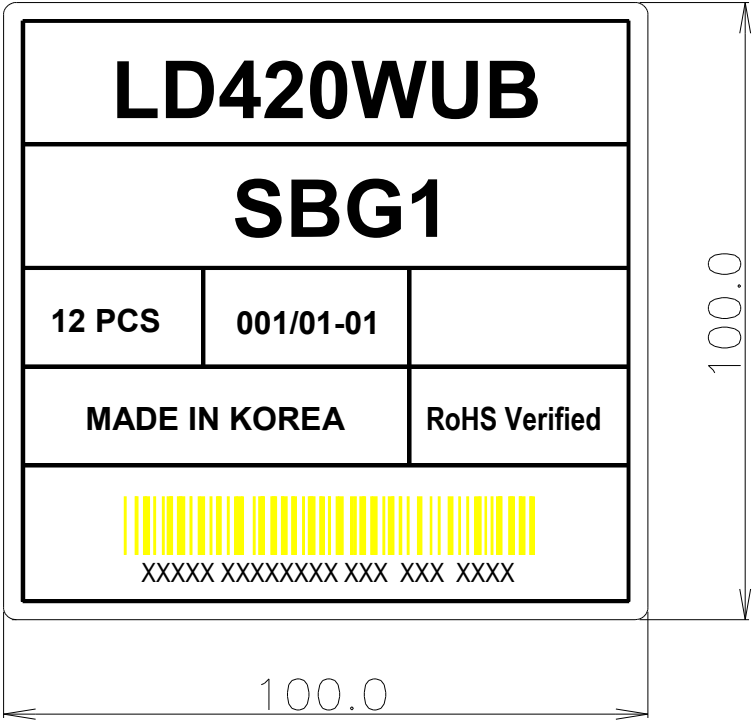 LD420WUB
SBG1
12 PCS 001/01-01
MADE IN KOREA RoHS Verified
XXXXX XXXXXXXX XXX XXX XXXX
100.0
100.0